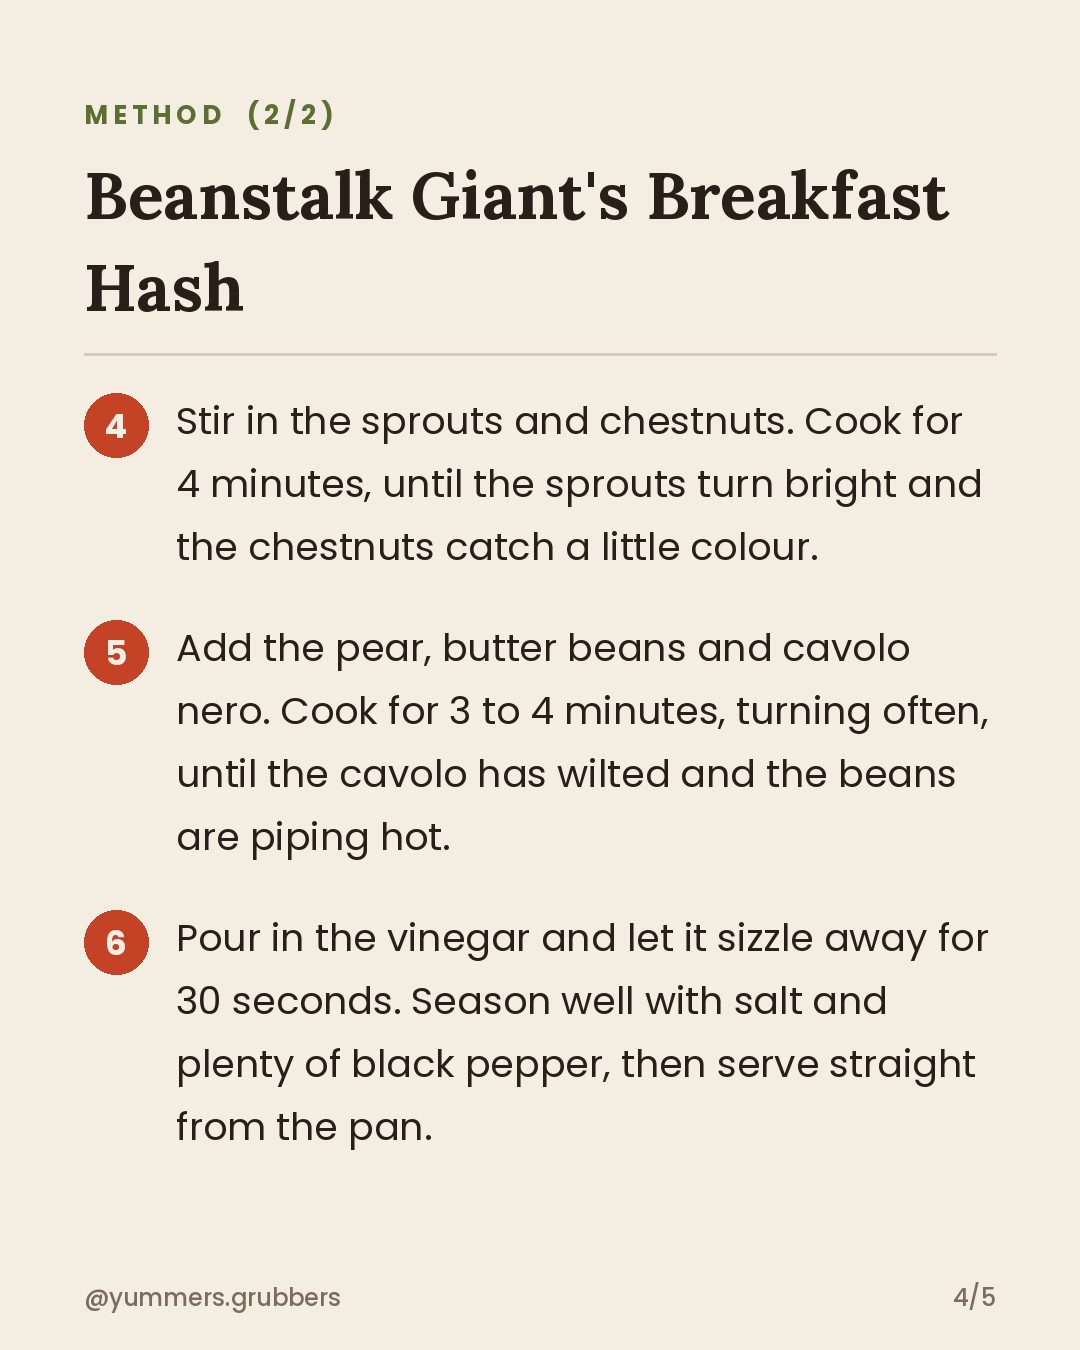 METHOD (2/2)
Beanstalk Giant's Breakfast
Hash
4 Stir in the sprouts and chestnuts. Cook for
4 minutes, until the sprouts turn bright and
the chestnuts catch a little colour.
5 Add the pear, butter beans and cavolo
nero. Cook for 3 to 4 minutes, turning often,
until the cavolo has wilted and the beans
are piping hot.
6 Pour in the vinegar and let it sizzle away for
30 seconds. Season well with salt and
plenty of black pepper, then serve straight
from the pan.
@yummers.grubbers 4/5